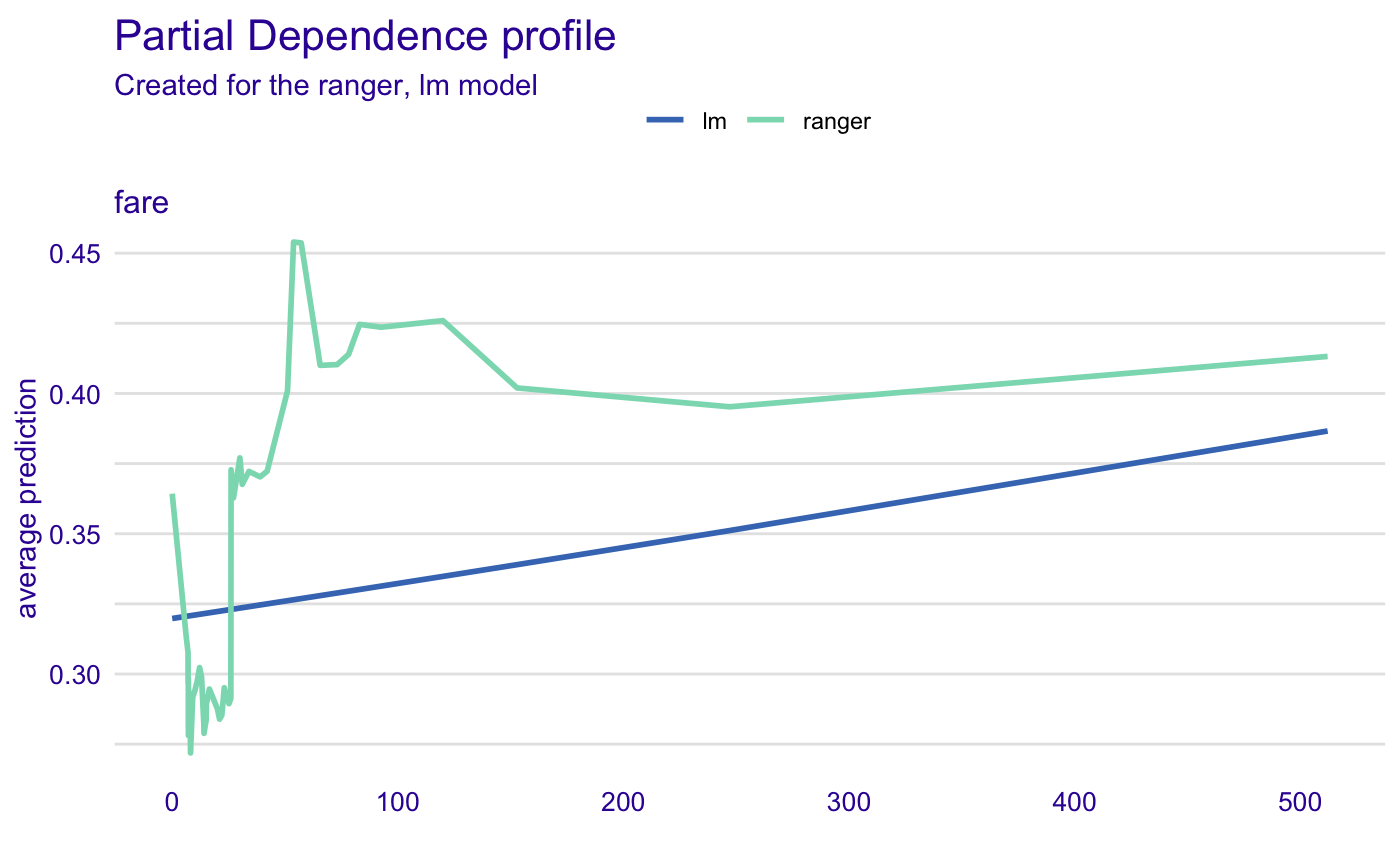 Partial Dependence profile
Created for the ranger, lm model
lm ranger
fare
0.45
0.40
0.35
0.30
average prediction
0 100 200 300 400 500